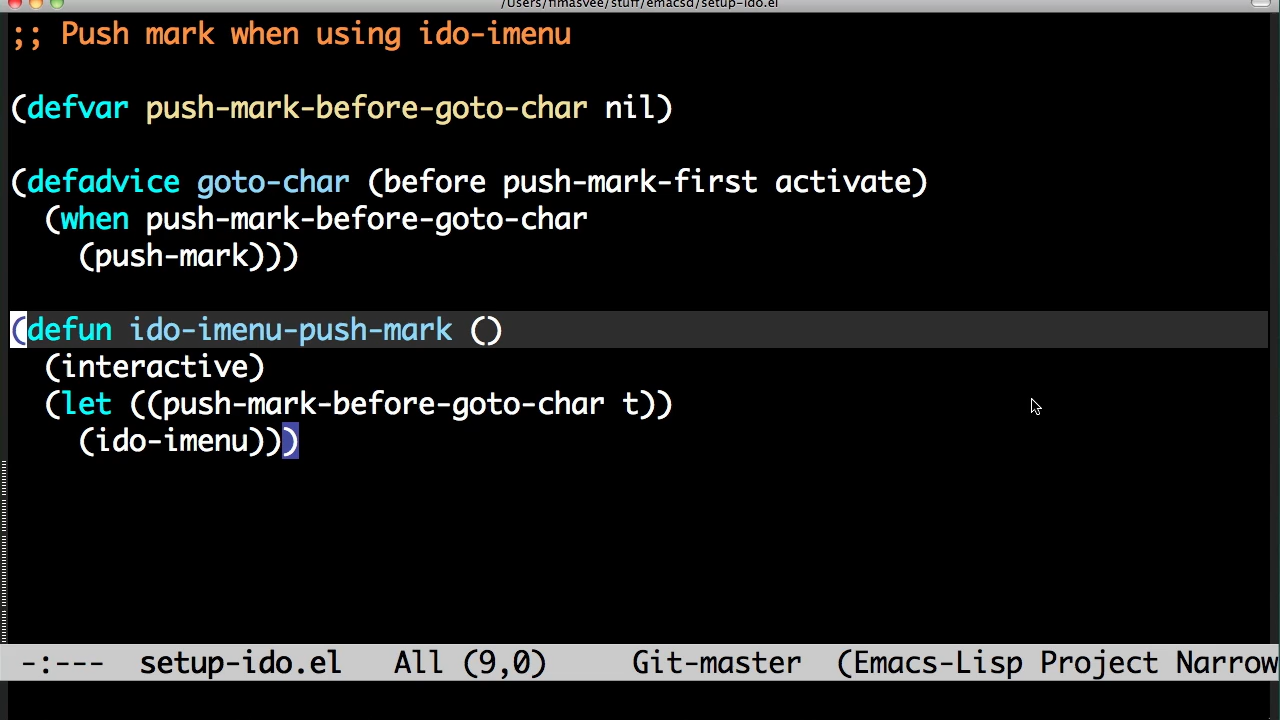 /Users/fimasvee/stuff/emacsd/setup-ido.el
;; Push mark when using ido-imenu
(defvar push-mark-before-goto-char nil)
(defadvice goto-char (before push-mark-first activate)
  (when push-mark-before-goto-char
    (push-mark)))
(defun ido-imenu-push-mark ()
  (interactive)
  (let ((push-mark-before-goto-char t))
    (ido-imenu)))
-:---  setup-ido.el   All (9,0)     Git-master  (Emacs-Lisp Project Narrow